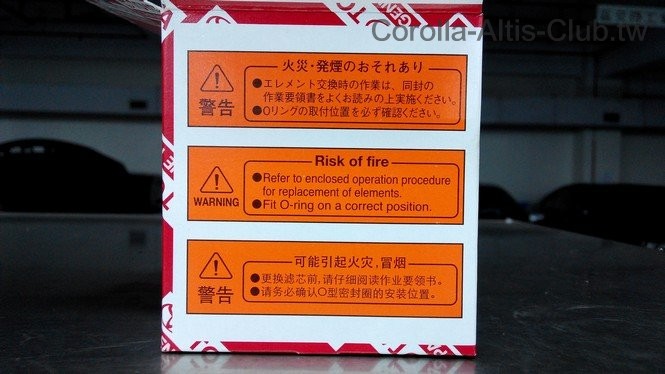 Corolla-Altis-Club.tw
火災・発煙のおそれあり
●エレメント交換時の作業は、同封の
作業要領書をよくお読みの上実施ください。
●Oリングの取付位置を必ず確認ください。
警告
Risk of fire
●Refer to enclosed operation procedure
for replacement of elements.
●Fit O-ring on a correct position.
WARNING
可能引起火灾,冒烟
●更换滤芯前,请仔细阅读作业要领书。
●请务必确认O型密封圈的安装位置。
警告